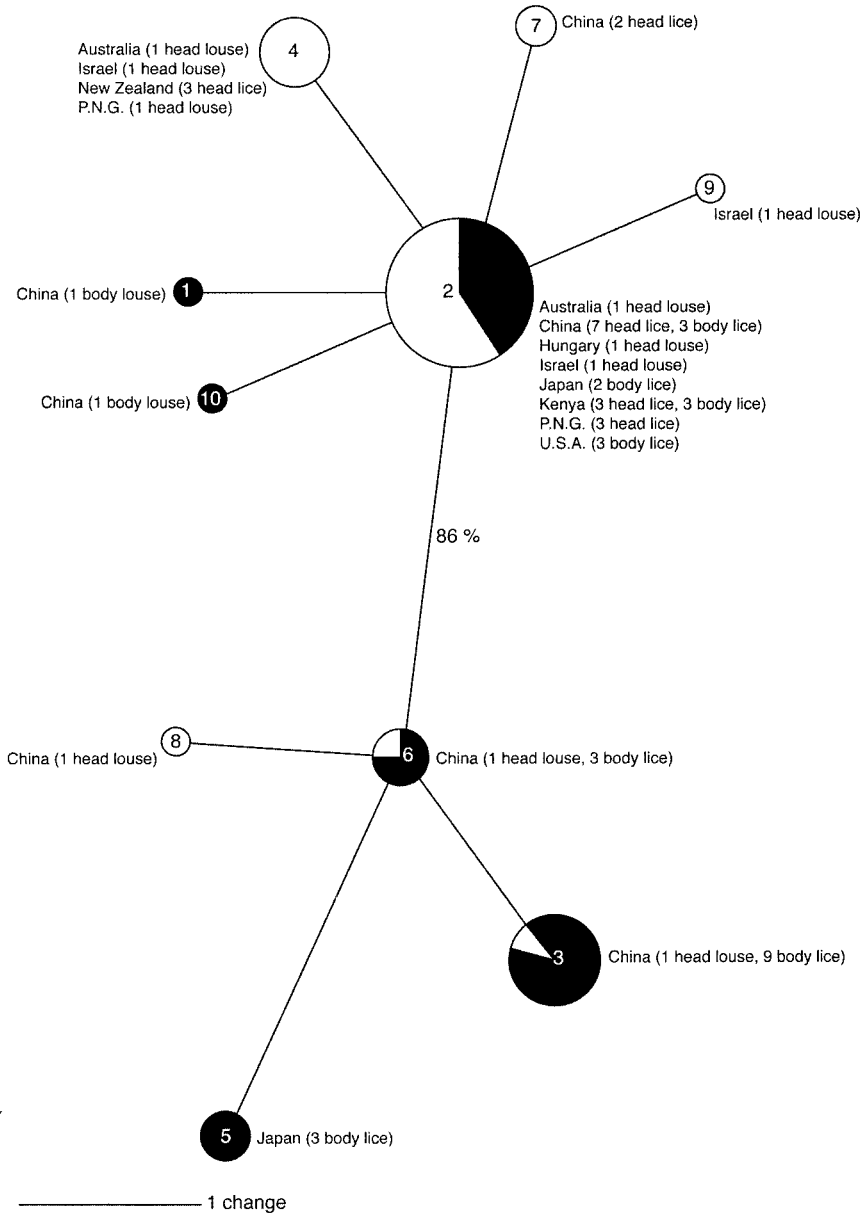 7 China (2 head lice)
Australia (1 head louse)
Israel (1 head louse)
New Zealand (3 head lice)
P.N.G. (1 head louse)
4
9
Israel (1 head louse)
China (1 body louse) 1
2
Australia (1 head louse)
China (7 head lice, 3 body lice)
Hungary (1 head louse)
Israel (1 head louse)
Japan (2 body lice)
Kenya (3 head lice, 3 body lice)
P.N.G. (3 head lice)
U.S.A. (3 body lice)
China (1 body louse) 10
86 %
China (1 head louse) 8
6 China (1 head louse, 3 body lice)
3 China (1 head louse, 9 body lice)
5 Japan (3 body lice)
1 change